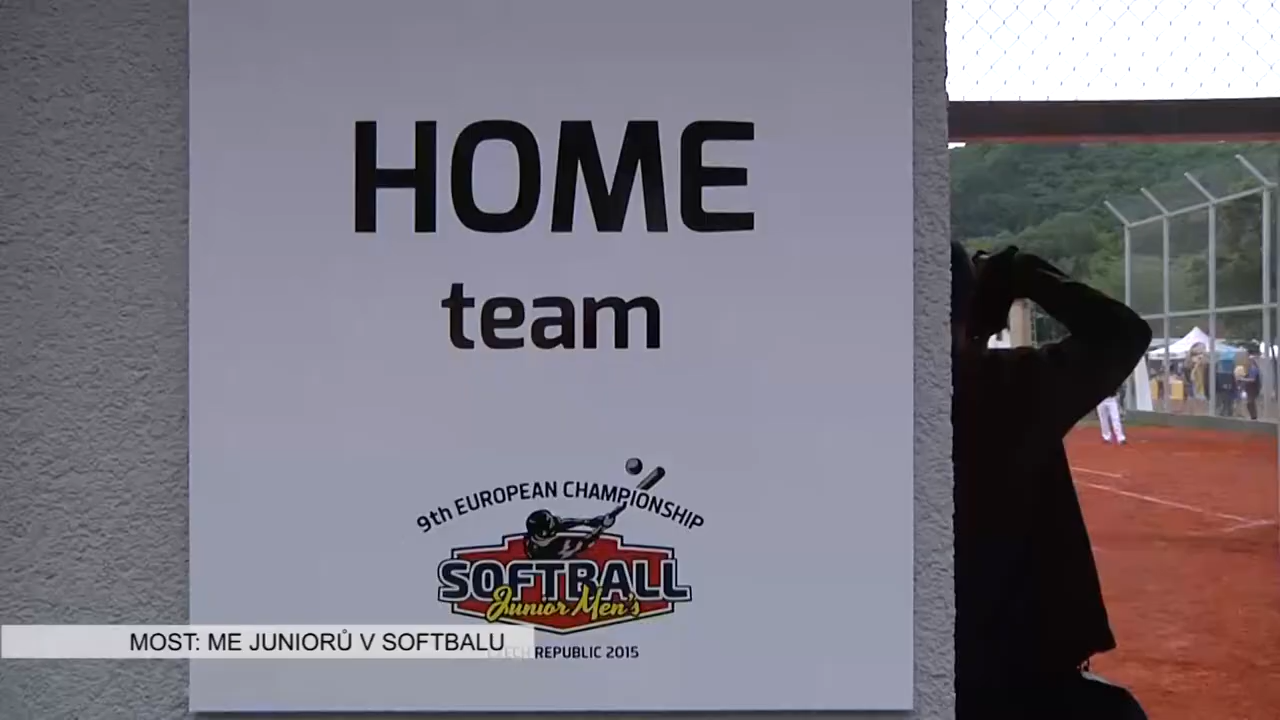 HOME
team
9th EUROPEAN CHAMPIONSHIP
SOFTBALL
Junior Men's
REPUBLIC 2015
MOST: ME JUNIORŮ V SOFTBALU